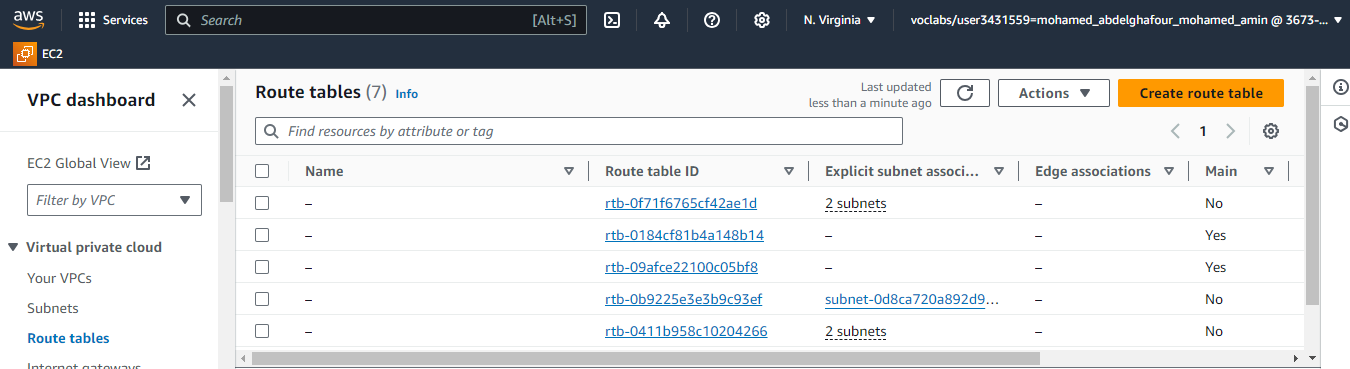 aws Services Search [Alt+S] N. Virginia voclabs/user3431559=mohamed_abdelghafour_mohamed_amin @ 3673-...
EC2
VPC dashboard
EC2 Global View
Filter by VPC
Virtual private cloud
Your VPCs
Subnets
Route tables
Internet gateways
Route tables (7) Info
Last updated
less than a minute ago
Actions
Create route table
Find resources by attribute or tag
1
Name Route table ID Explicit subnet associ... Edge associations Main
– rtb-0f71f6765cf42ae1d 2 subnets – No
– rtb-0184cf81b4a148b14 – – Yes
– rtb-09afce22100c05bf8 – – Yes
– rtb-0b9225e3e3b9c93ef subnet-0d8ca720a892d9... – No
– rtb-0411b958c10204266 2 subnets – No